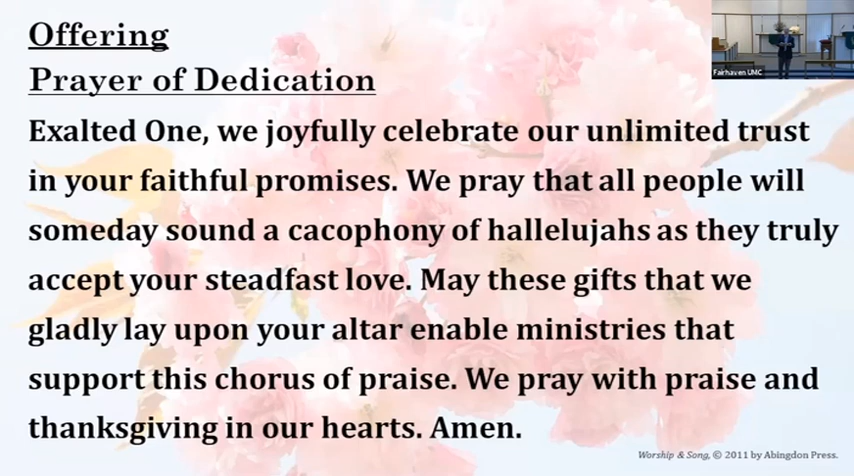 Offering
Prayer of Dedication
Exalted One, we joyfully celebrate our unlimited trust
in your faithful promises. We pray that all people will
someday sound a cacophony of hallelujahs as they truly
accept your steadfast love. May these gifts that we
gladly lay upon your altar enable ministries that
support this chorus of praise. We pray with praise and
thanksgiving in our hearts. Amen.
Worship & Song, © 2011 by Abingdon Press.
Fairhaven UMC